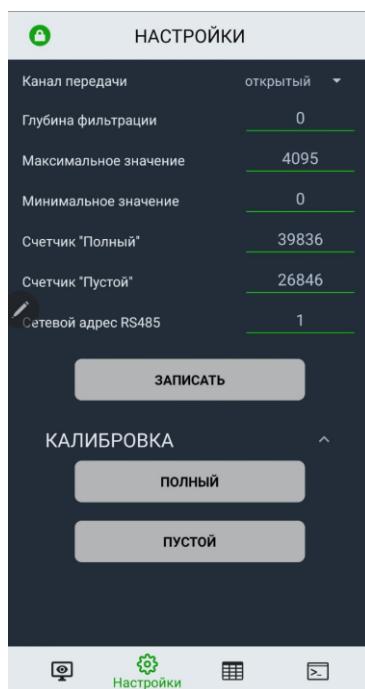 НАСТРОЙКИ
Канал передачи открытый
Глубина фильтрации 0
Максимальное значение 4095
Минимальное значение 0
Счетчик "Полный" 39836
Счетчик "Пустой" 26846
Сетевой адрес RS485 1
ЗАПИСАТЬ
КАЛИБРОВКА
ПОЛНЫЙ
ПУСТОЙ
Настройки